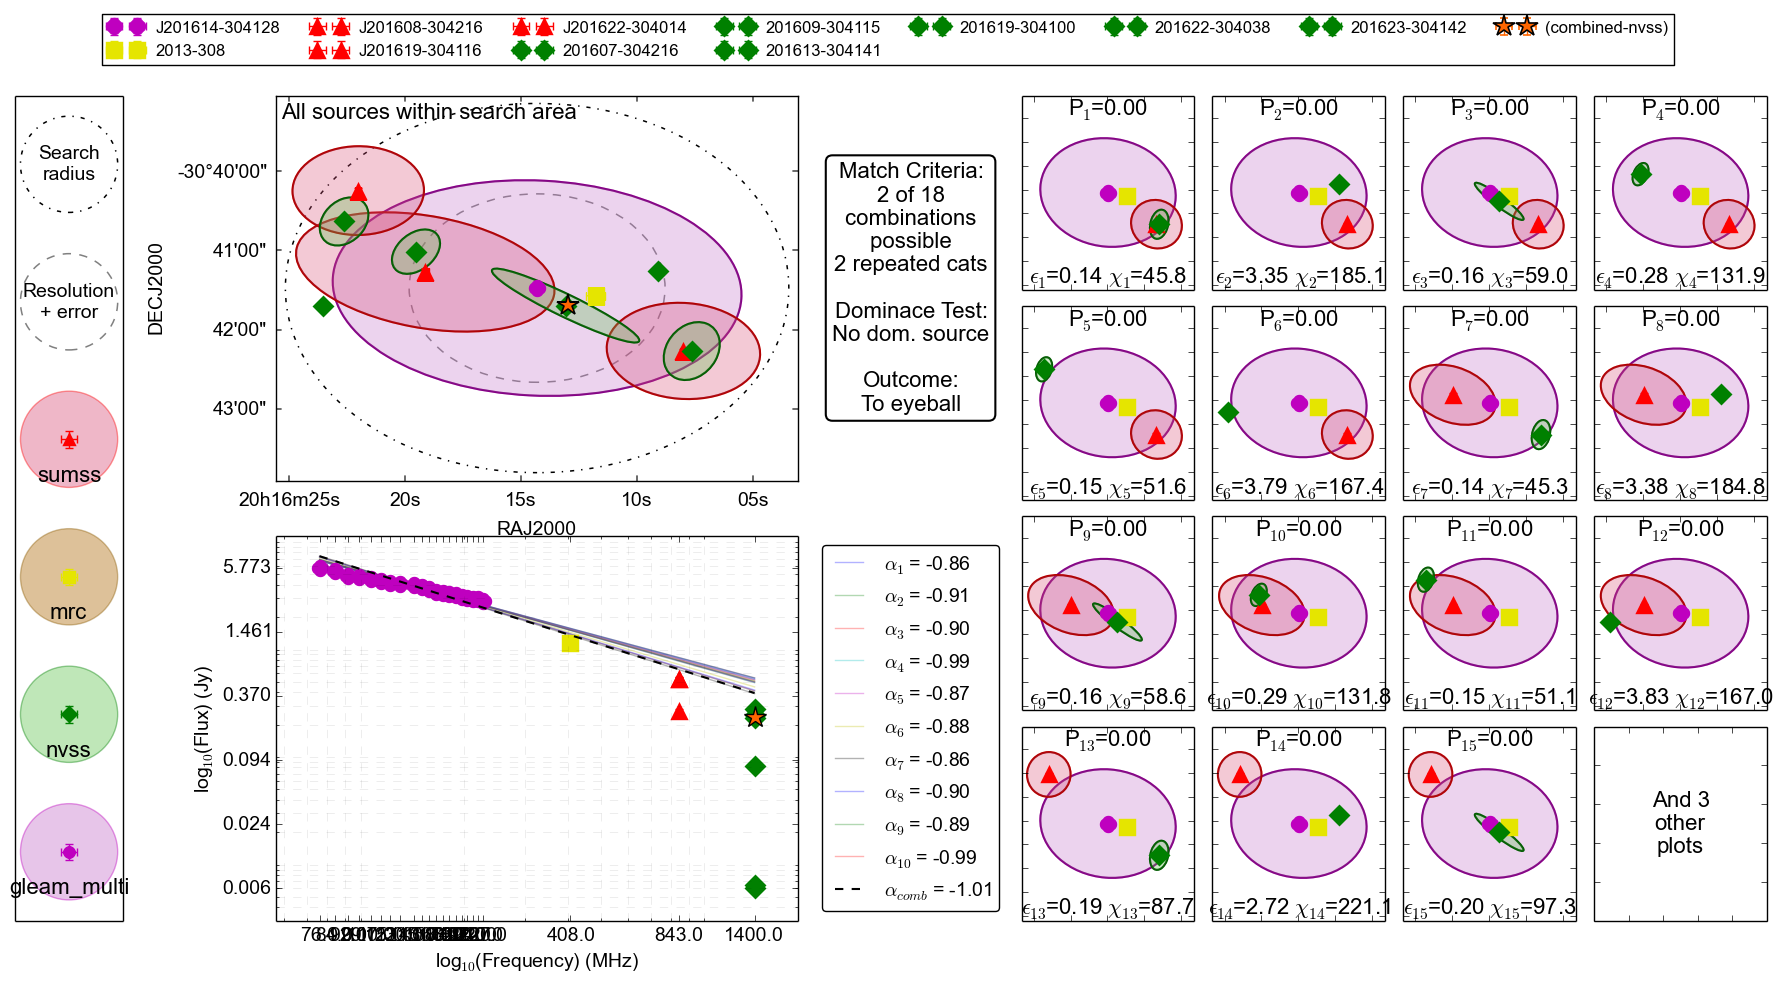 J201614-304128
J201608-304216
J201622-304014
201609-304115
201619-304100
201622-304038
201623-304142
(combined-nvss)
2013-308
J201619-304116
201607-304216
201613-304141
Search
radius
Resolution
+ error
sumss
mrc
nvss
gleam_multi
All sources within search area
-30°40'00"
41'00"
42'00"
43'00"
DECJ2000
20h16m25s
20s
15s
10s
05s
RAJ2000
Match Criteria:
2 of 18
combinations
possible
2 repeated cats
Dominace Test:
No dom. source
Outcome:
To eyeball
5.773
1.461
0.370
0.094
0.024
0.006
log₁₀(Flux) (Jy)
408.0
843.0
1400.0
log₁₀(Frequency) (MHz)
α₁ = -0.86
α₂ = -0.91
α₃ = -0.90
α₄ = -0.99
α₅ = -0.87
α₆ = -0.88
α₇ = -0.86
α₈ = -0.90
α₉ = -0.89
α₁₀ = -0.99
α_comb = -1.01
P₁=0.00
ϵ₁=0.14 χ₁=45.8
P₂=0.00
ϵ₂=3.35 χ₂=185.1
P₃=0.00
ϵ₃=0.16 χ₃=59.0
P₄=0.00
ϵ₄=0.28 χ₄=131.9
P₅=0.00
ϵ₅=0.15 χ₅=51.6
P₆=0.00
ϵ₆=3.79 χ₆=167.4
P₇=0.00
ϵ₇=0.14 χ₇=45.3
P₈=0.00
ϵ₈=3.38 χ₈=184.8
P₉=0.00
ϵ₉=0.16 χ₉=58.6
P₁₀=0.00
ϵ₁₀=0.29 χ₁₀=131.8
P₁₁=0.00
ϵ₁₁=0.15 χ₁₁=51.1
P₁₂=0.00
ϵ₁₂=3.83 χ₁₂=167.0
P₁₃=0.00
ϵ₁₃=0.19 χ₁₃=87.7
P₁₄=0.00
ϵ₁₄=2.72 χ₁₄=221.1
P₁₅=0.00
ϵ₁₅=0.20 χ₁₅=97.3
And 3
other
plots